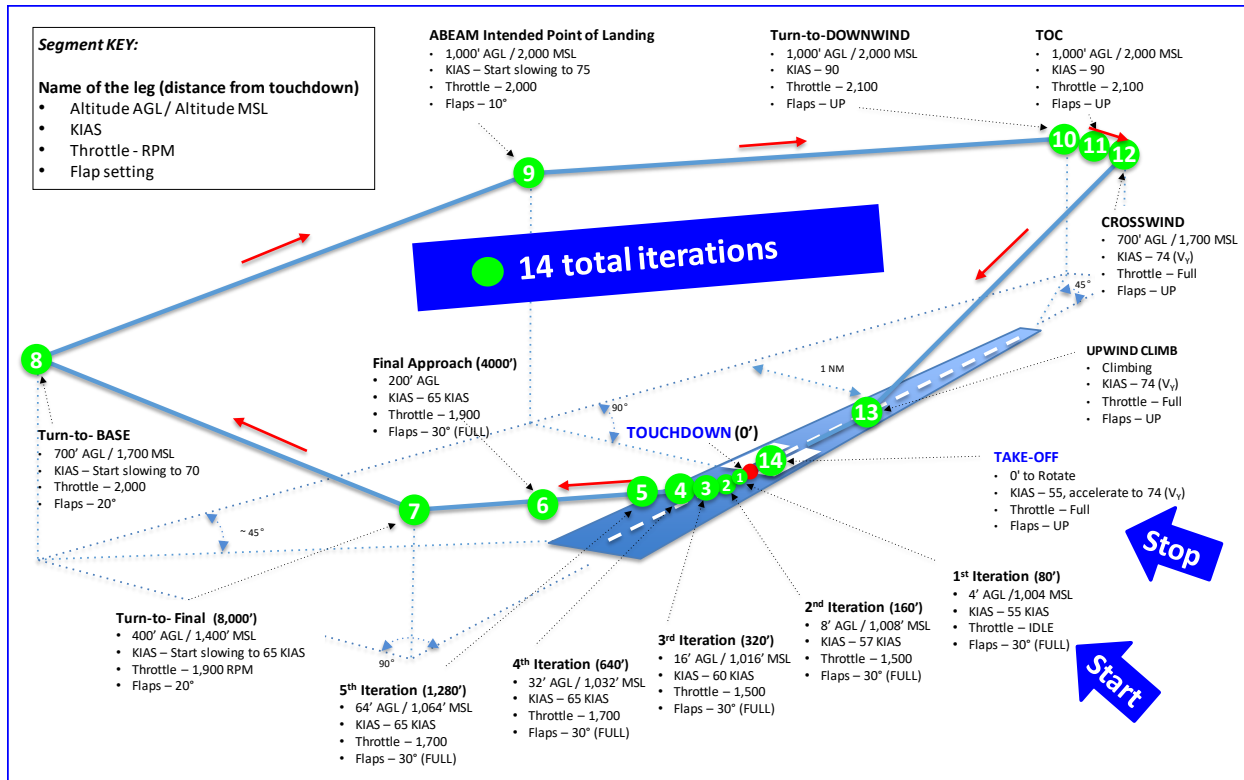 Segment KEY:
Name of the leg (distance from touchdown)
• Altitude AGL / Altitude MSL
• KIAS
• Throttle - RPM
• Flap setting
ABEAM Intended Point of Landing
• 1,000' AGL / 2,000 MSL
• KIAS – Start slowing to 75
• Throttle – 2,000
• Flaps – 10°
Turn-to-DOWNWIND
• 1,000' AGL / 2,000 MSL
• KIAS – 90
• Throttle – 2,100
• Flaps – UP
TOC
• 1,000' AGL / 2,000 MSL
• KIAS – 90
• Throttle – 2,100
• Flaps – UP
9
10
11
12
14 total iterations
CROSSWIND
• 700' AGL / 1,700 MSL
• KIAS – 74 (VY)
• Throttle – Full
• Flaps – UP
45°
8
Final Approach (4000’)
• 200’ AGL
• KIAS – 65 KIAS
• Throttle – 1,900
• Flaps – 30° (FULL)
1 NM
90°
UPWIND CLIMB
• Climbing
• KIAS – 74 (VY)
• Throttle – Full
• Flaps – UP
13
TOUCHDOWN (0’)
14
1
2
3
4
5
6
7
Turn-to- BASE
• 700’ AGL / 1,700 MSL
• KIAS – Start slowing to 70
• Throttle – 2,000
• Flaps – 20°
TAKE-OFF
• 0' to Rotate
• KIAS – 55, accelerate to 74 (VY)
• Throttle – Full
• Flaps – UP
Stop
~ 45°
1st Iteration (80’)
• 4’ AGL /1,004 MSL
• KIAS – 55 KIAS
• Throttle – IDLE
• Flaps – 30° (FULL)
Start
2nd Iteration (160’)
• 8’ AGL / 1,008’ MSL
• KIAS – 57 KIAS
• Throttle – 1,500
• Flaps – 30° (FULL)
3rd Iteration (320’)
• 16’ AGL / 1,016’ MSL
• KIAS – 60 KIAS
• Throttle – 1,500
• Flaps – 30° (FULL)
4th Iteration (640’)
• 32’ AGL / 1,032’ MSL
• KIAS – 65 KIAS
• Throttle – 1,700
• Flaps – 30° (FULL)
5th Iteration (1,280’)
• 64’ AGL / 1,064’ MSL
• KIAS – 65 KIAS
• Throttle – 1,700
• Flaps – 30° (FULL)
90°
Turn-to- Final (8,000’)
• 400’ AGL / 1,400’ MSL
• KIAS – Start slowing to 65 KIAS
• Throttle – 1,900 RPM
• Flaps – 20°